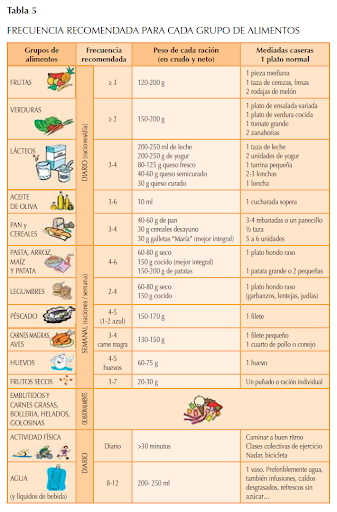 Tabla 5
FRECUENCIA RECOMENDADA PARA CADA GRUPO DE ALIMENTOS
Grupos de alimentos
Frecuencia recomendada
Peso de cada ración (en crudo y neto)
Mediadas caseras 1 plato normal
DIARIO (raciones/día)
FRUTAS
≥ 3
120-200 g
1 pieza mediana
1 taza de cerezas, fresas
2 rodajas de melón
VERDURAS
≥ 2
150-200 g
1 plato de ensalada variada
1 plato de verdura cocida
1 tomate grande
2 zanahorias
LÁCTEOS
3-4
200-250 ml de leche
200-250 g de yogur
80-125 g queso fresco
40-60 g queso semicurado
30 g queso curado
1 taza de leche
2 unidades de yogur
1 tarrina pequeña
2-3 lonchas
1 loncha
ACEITE
DE OLIVA
3-6
10 ml
1 cucharada sopera
PAN y
CEREALES
3-4
40-60 g de pan
30 g cereales desayuno
30 g galletas "María" (mejor integral)
3-4 rebanadas o un panecillo
½ taza
5 a 6 unidades
SEMANAL (raciones / semana)
PASTA, ARROZ,
MAÍZ
Y PATATA
4-6
60-80 g seco
150 g cocido (mejor integral)
150-200 g de patatas
1 plato hondo raso
1 patata grande o 2 pequeñas
LEGUMBRES
2-4
60-80 g seco
150 g cocido
1 plato hondo raso
(garbanzos, lentejas, judías)
PESCADO
4-5
(1-2 azul)
150-170 g
1 filete
CARNES MAGRAS,
AVES
3-4
carne magra
130-150 g
1 filete pequeño
1 cuarto de pollo o conejo
HUEVOS
4-5
huevos
60-75 g
1 huevo
FRUTOS SECOS
3-7
20-30 g
Un puñado o ración individual
EMBUTIDOS Y
CARNES GRASAS,
BOLLERIA, HELADOS,
GOLOSINAS
OCASIONALMENTE
DIARIO
ACTIVIDAD FÍSICA
Diario
>30 minutos
Caminar a buen ritmo
Clases colectivas de ejercicio
Nadar, bicicleta
AGUA
(y líquidos de bebida)
8-12
200- 250 ml
1 vaso. Preferiblemente agua,
también infusiones, caldos
desgrasados, refrescos sin
azúcar...